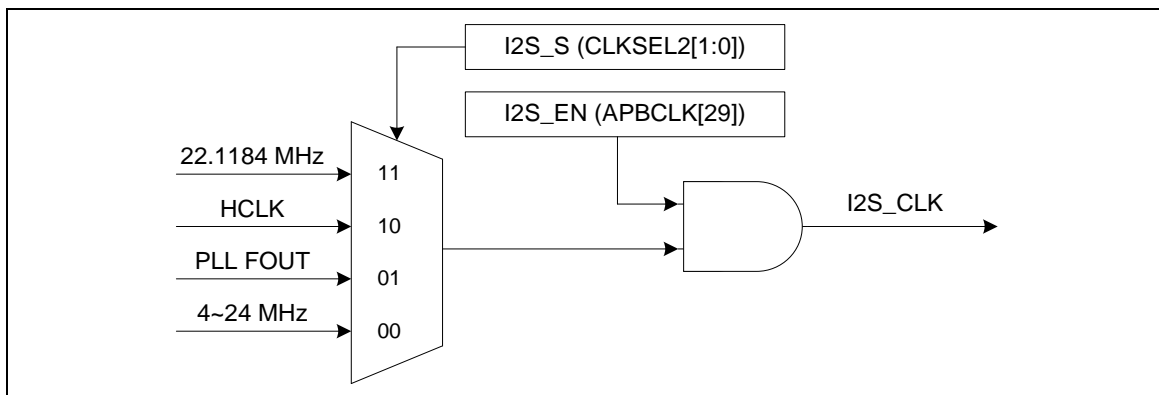 I2S_S (CLKSEL2[1:0])
I2S_EN (APBCLK[29])
22.1184 MHz
11
HCLK
10
PLL FOUT
01
4~24 MHz
00
I2S_CLK